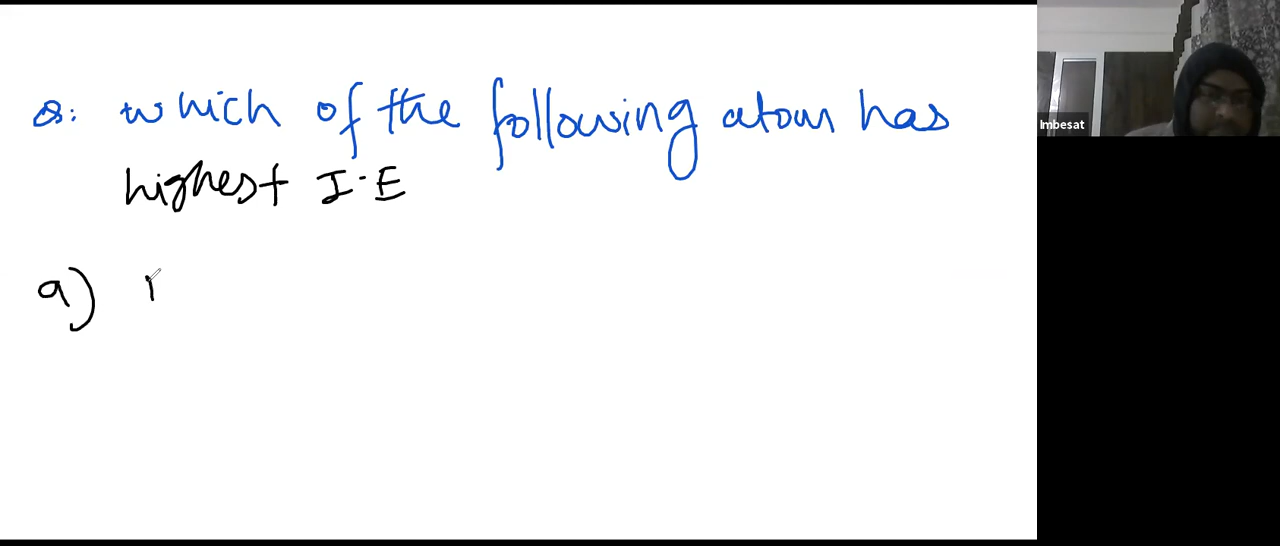 Q: which of the following atom has
highest I.E
a)
Imbesat